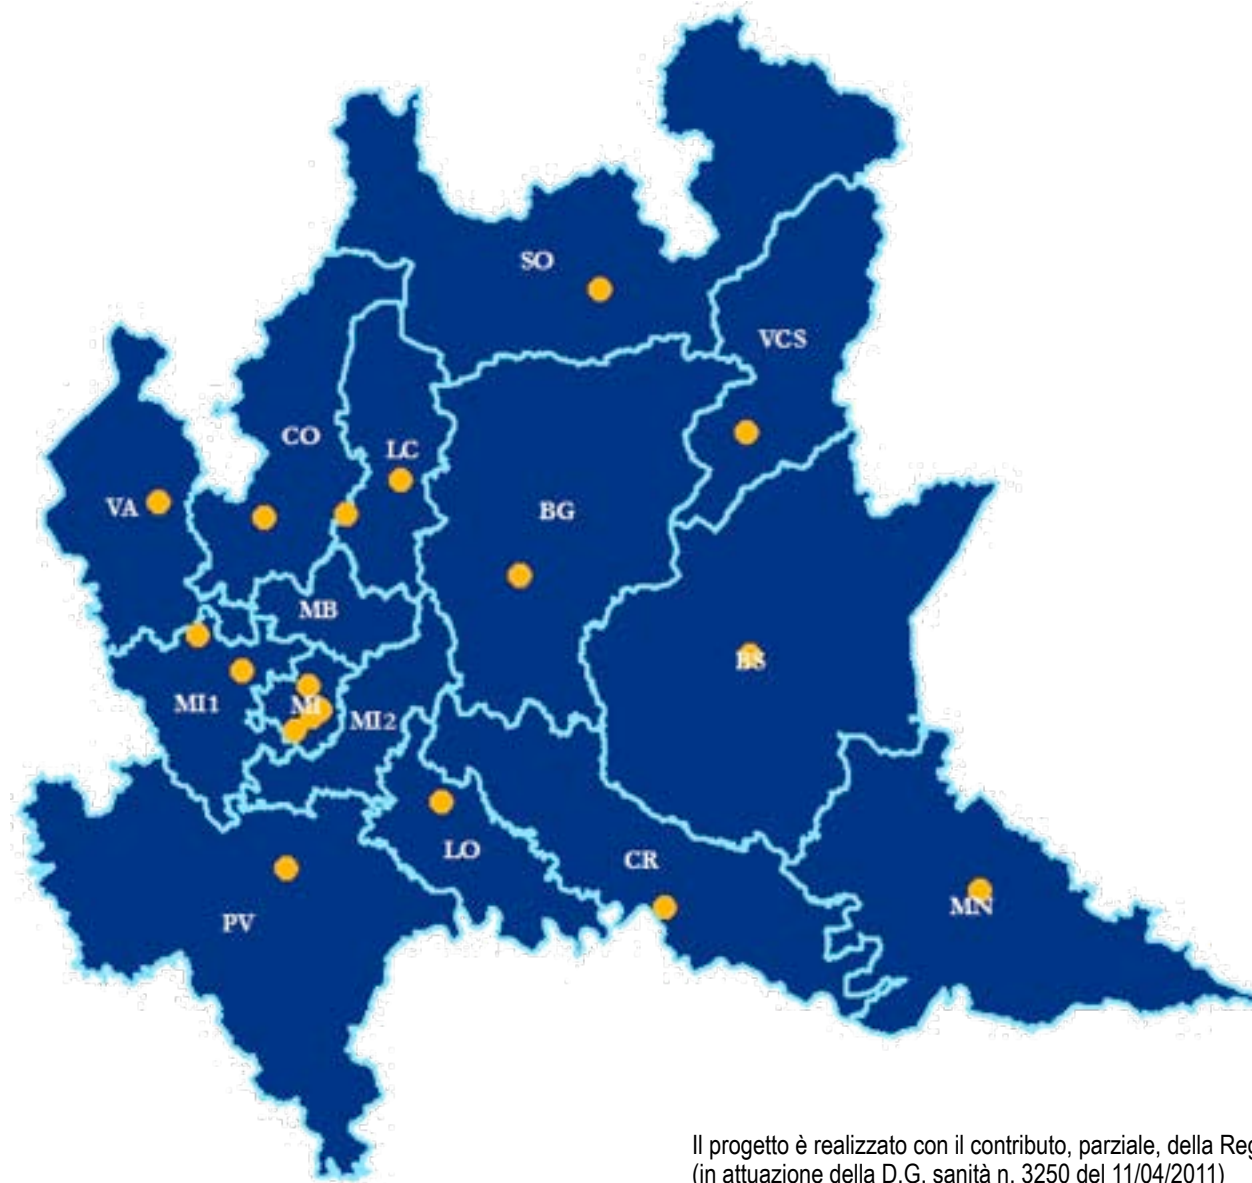 SO
VCS
CO
LC
VA
BG
MB
BS
MI1
MI
MI2
LO
CR
MN
PV
Il progetto è realizzato con il contributo, parziale, della Reg
(in attuazione della D.G. sanità n. 3250 del 11/04/2011)